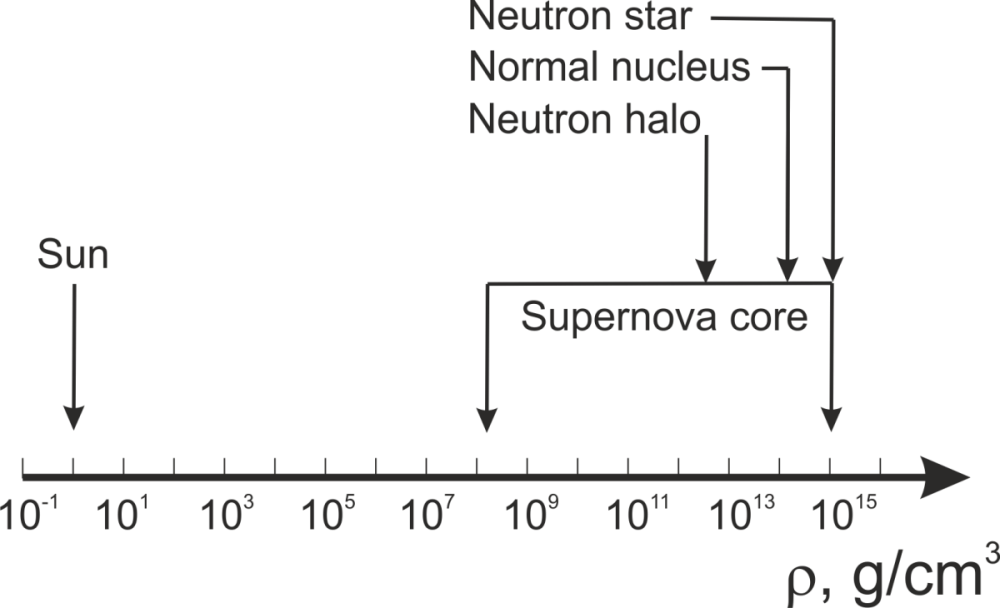 Neutron star
Normal nucleus
Neutron halo
Sun
Supernova core
10⁻¹ 10¹ 10³ 10⁵ 10⁷ 10⁹ 10¹¹ 10¹³ 10¹⁵
ρ, g/cm³